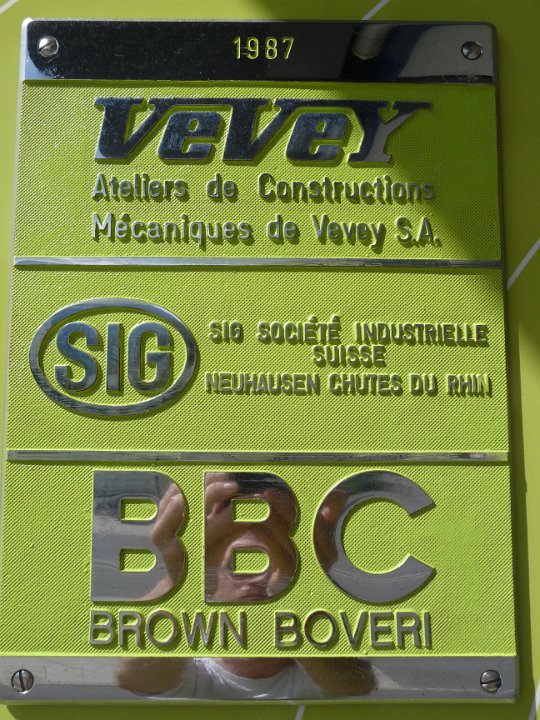 1987
VeVeY
Ateliers de Constructions
Mécaniques de Vevey S.A.
SIG
SIG SOCIÉTÉ INDUSTRIELLE
SUISSE
NEUHAUSEN CHUTES DU RHIN
BBC
BROWN BOVERI